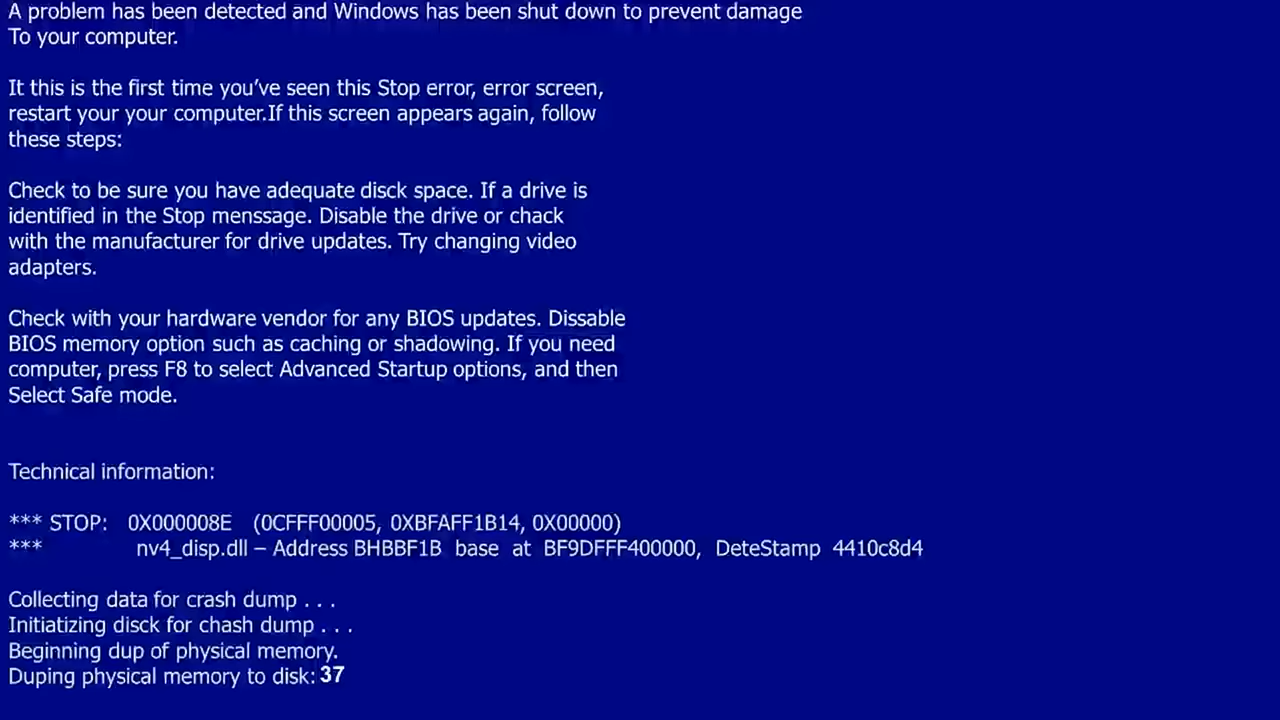 A problem has been detected and Windows has been shut down to prevent damage
To your computer.
It this is the first time you've seen this Stop error, error screen,
restart your your computer.If this screen appears again, follow
these steps:
Check to be sure you have adequate disck space. If a drive is
identified in the Stop menssage. Disable the drive or chack
with the manufacturer for drive updates. Try changing video
adapters.
Check with your hardware vendor for any BIOS updates. Dissable
BIOS memory option such as caching or shadowing. If you need
computer, press F8 to select Advanced Startup options, and then
Select Safe mode.
Technical information:
*** STOP: 0X000008E (0CFFF00005, 0XBFAFF1B14, 0X00000)
*** nv4_disp.dll – Address BHBBF1B base at BF9DFFF400000, DeteStamp 4410c8d4
Collecting data for crash dump . . .
Initiatizing disck for chash dump . . .
Beginning dup of physical memory.
Duping physical memory to disk: 37